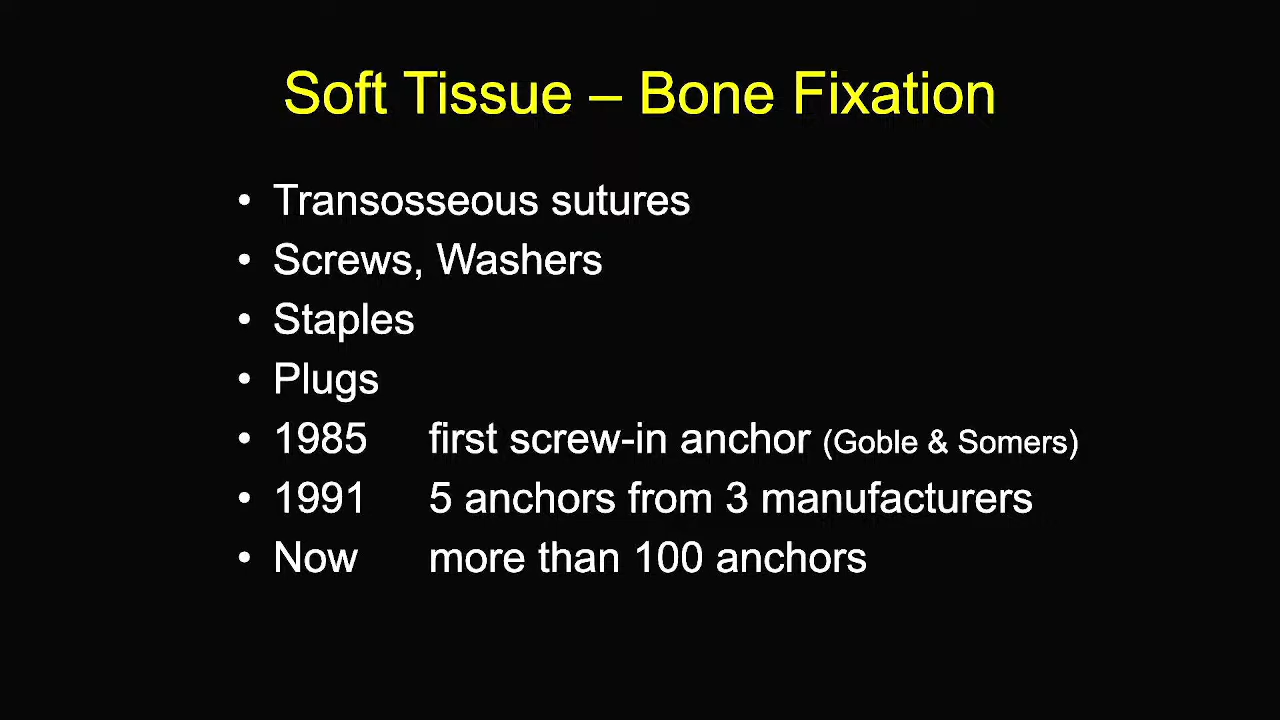 Soft Tissue – Bone Fixation
• Transosseous sutures
• Screws, Washers
• Staples
• Plugs
• 1985 first screw-in anchor (Goble & Somers)
• 1991 5 anchors from 3 manufacturers
• Now more than 100 anchors